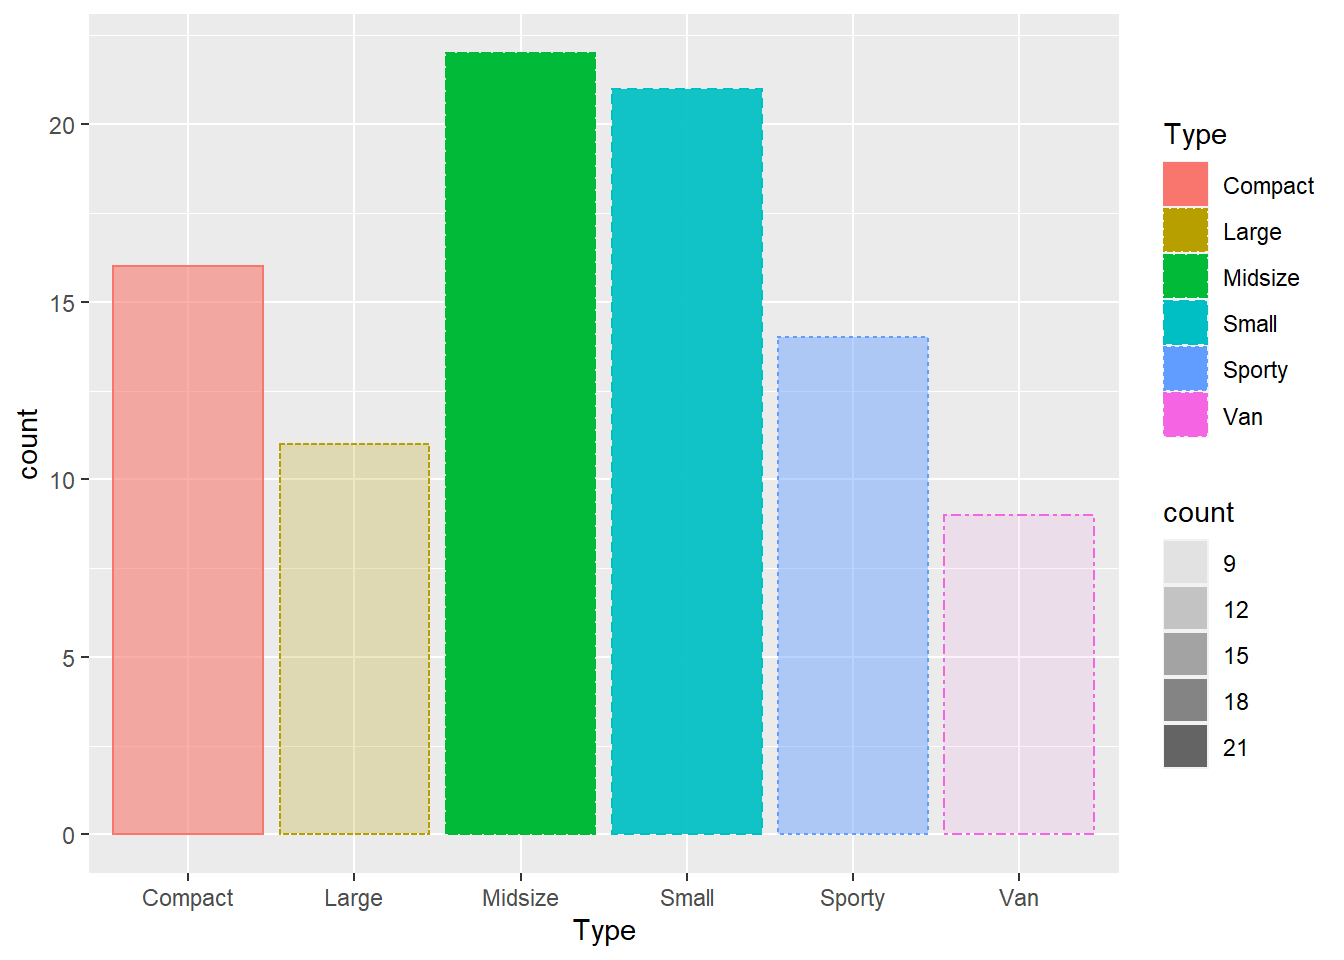 20
15
10
5
0
count
Compact Large Midsize Small Sporty Van
Type
Type
Compact
Large
Midsize
Small
Sporty
Van
count
9
12
15
18
21